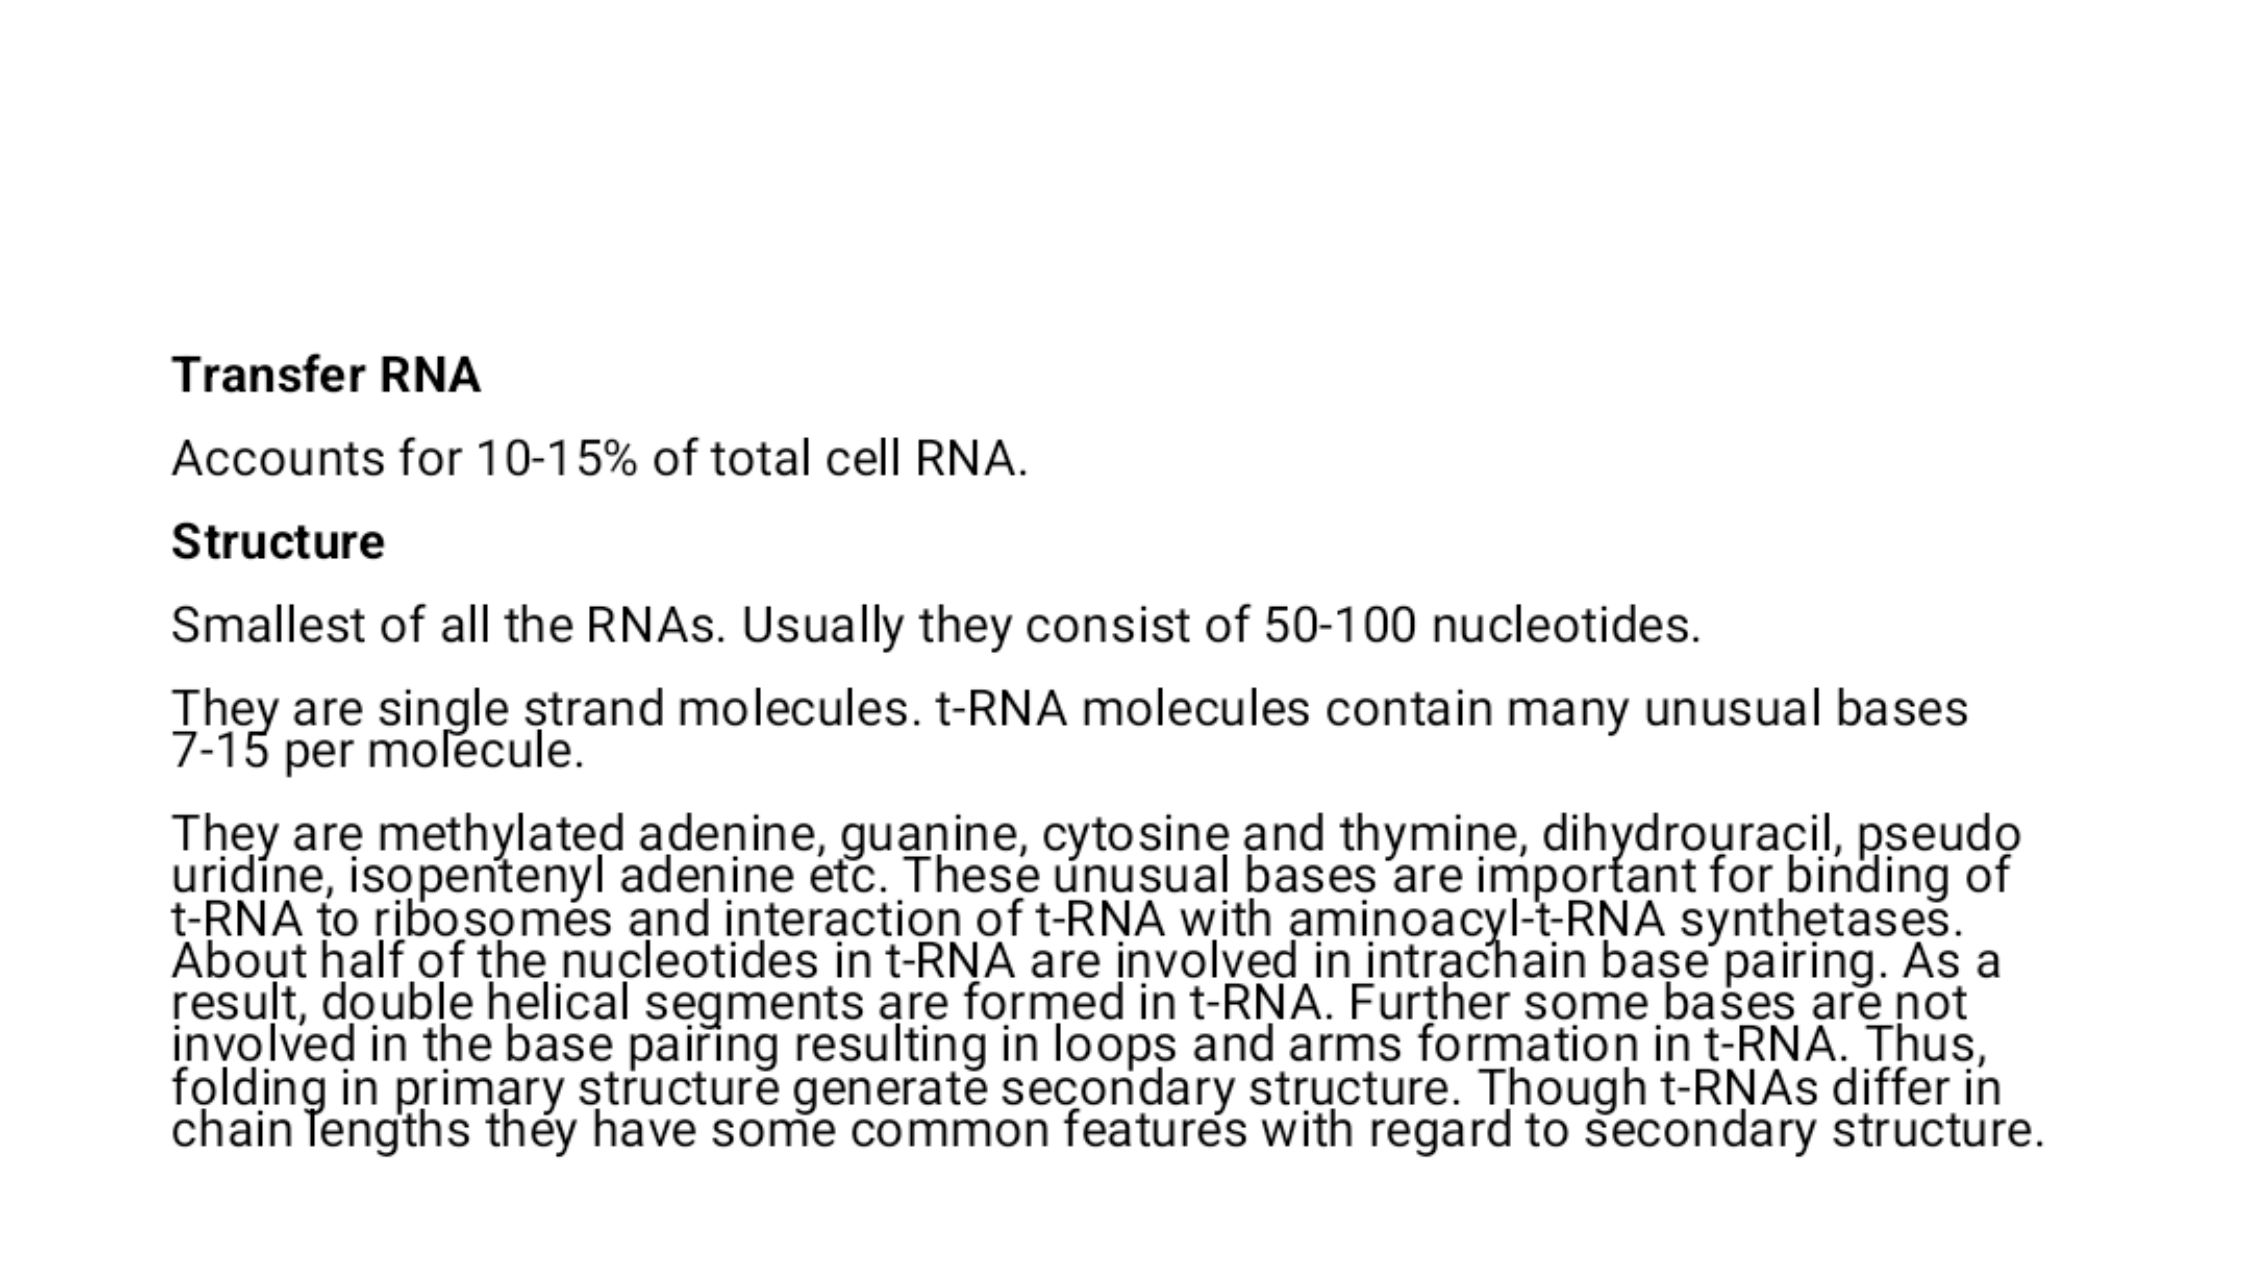 Transfer RNA
Accounts for 10-15% of total cell RNA.
Structure
Smallest of all the RNAs. Usually they consist of 50-100 nucleotides.
They are single strand molecules. t-RNA molecules contain many unusual bases
7-15 per molecule.
They are methylated adenine, guanine, cytosine and thymine, dihydrouracil, pseudo
uridine, isopentenyl adenine etc. These unusual bases are important for binding of
t-RNA to ribosomes and interaction of t-RNA with aminoacyl-t-RNA synthetases.
About half of the nucleotides in t-RNA are involved in intrachain base pairing. As a
result, double helical segments are formed in t-RNA. Further some bases are not
involved in the base pairing resulting in loops and arms formation in t-RNA. Thus,
folding in primary structure generate secondary structure. Though t-RNAs differ in
chain lengths they have some common features with regard to secondary structure.